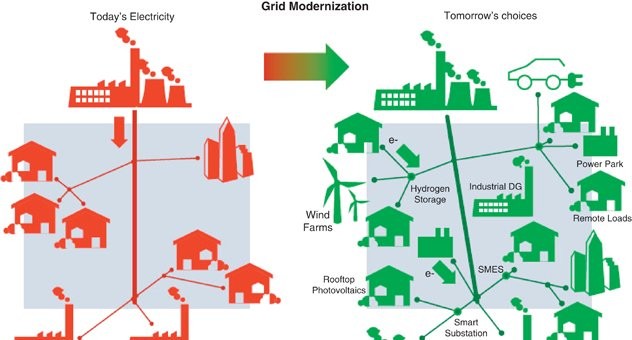 Grid Modernization
Today's Electricity
Tomorrow's choices
e-
Power Park
Hydrogen
Storage
Industrial DG
Remote Loads
Wind
Farms
Rooftop
Photovoltaics
e-
SMES
Smart
Substation